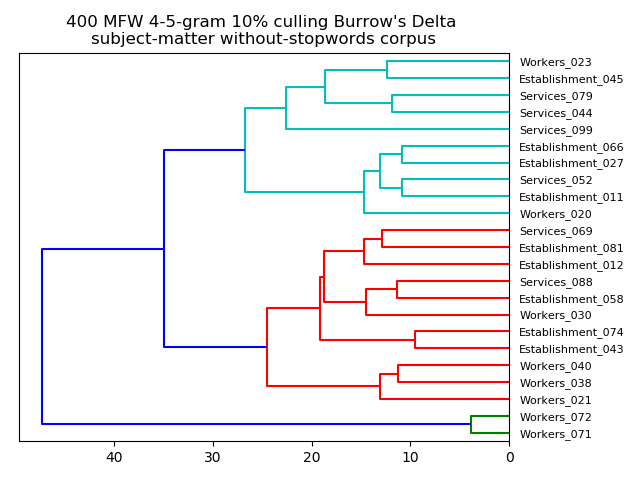 400 MFW 4-5-gram 10% culling Burrow's Delta
subject-matter without-stopwords corpus
Workers_023
Establishment_045
Services_079
Services_044
Services_099
Establishment_066
Establishment_027
Services_052
Establishment_011
Workers_020
Services_069
Establishment_081
Establishment_012
Services_088
Establishment_058
Workers_030
Establishment_074
Establishment_043
Workers_040
Workers_038
Workers_021
Workers_072
Workers_071
40 30 20 10 0